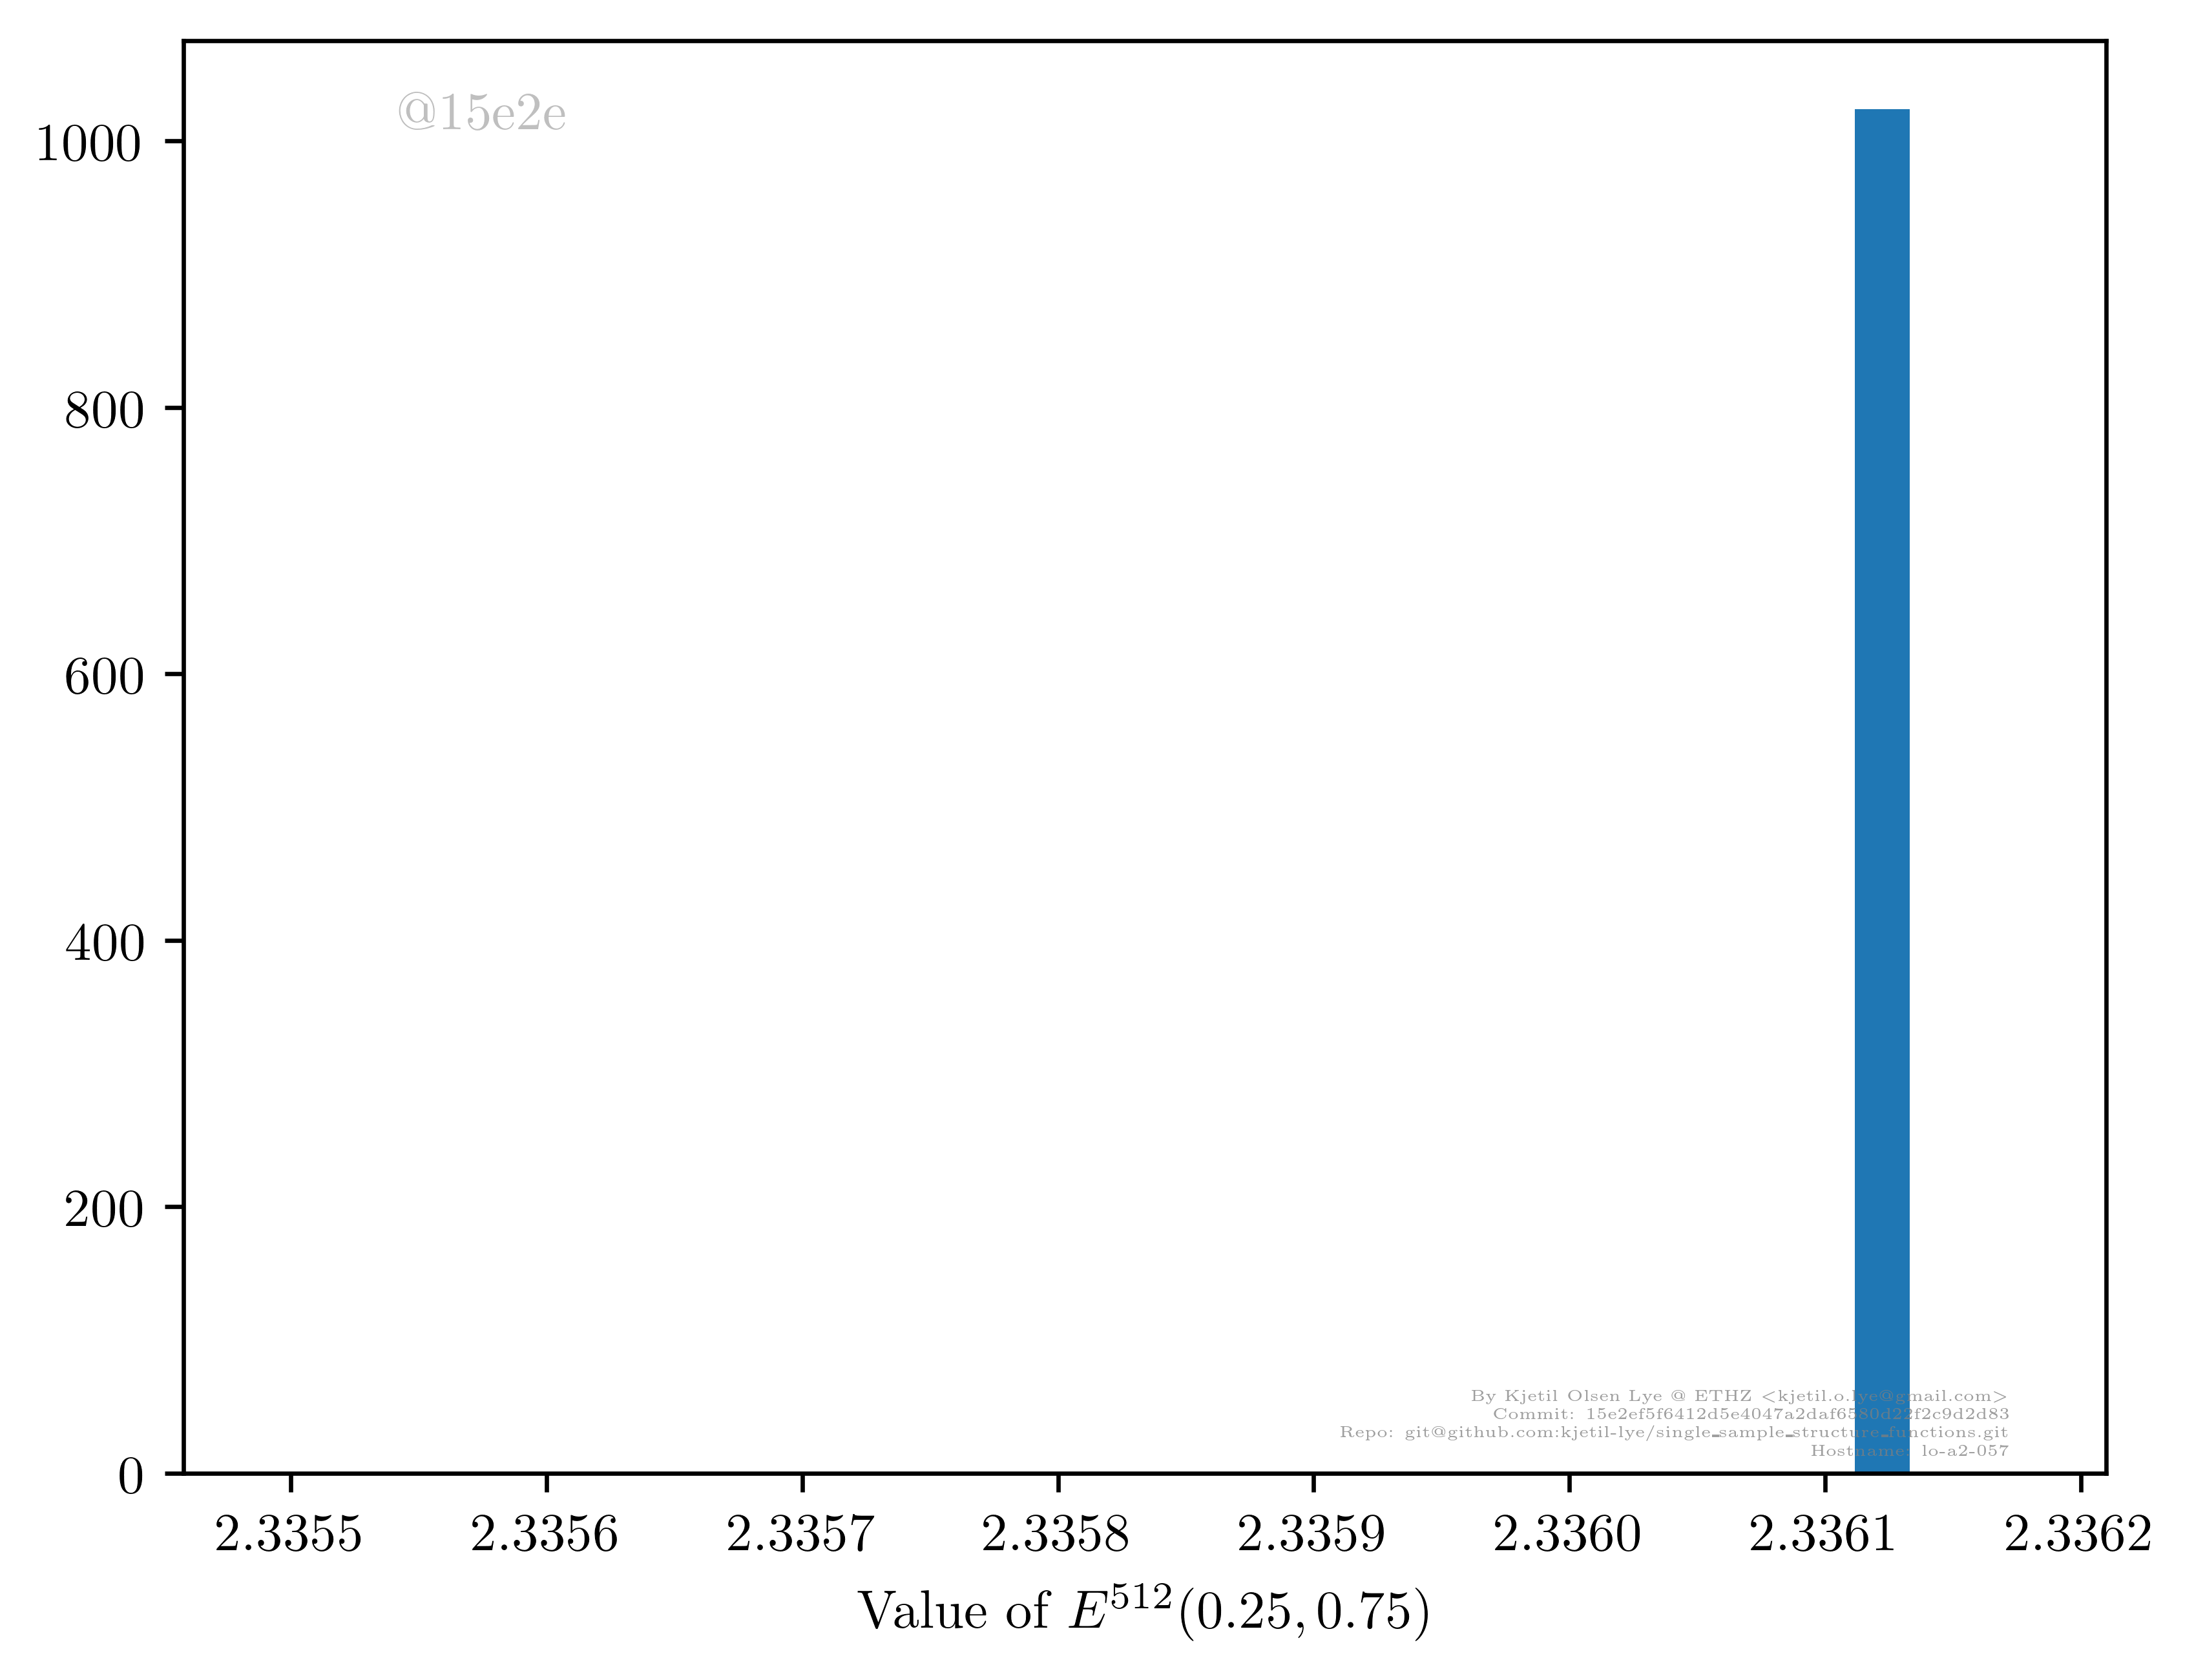 @15e2e
1000
800
600
400
200
0
By Kjetil Olsen Lye @ ETHZ <kjetil.o.lye@gmail.com>
Commit: 15e2ef5f6412d5e4047a2daf6580d22f2c9d2d83
Repo: git@github.com:kjetil-lye/single_sample_structure_functions.git
Hostname: lo-a2-057
2.3355 2.3356 2.3357 2.3358 2.3359 2.3360 2.3361 2.3362
Value of E^512(0.25, 0.75)